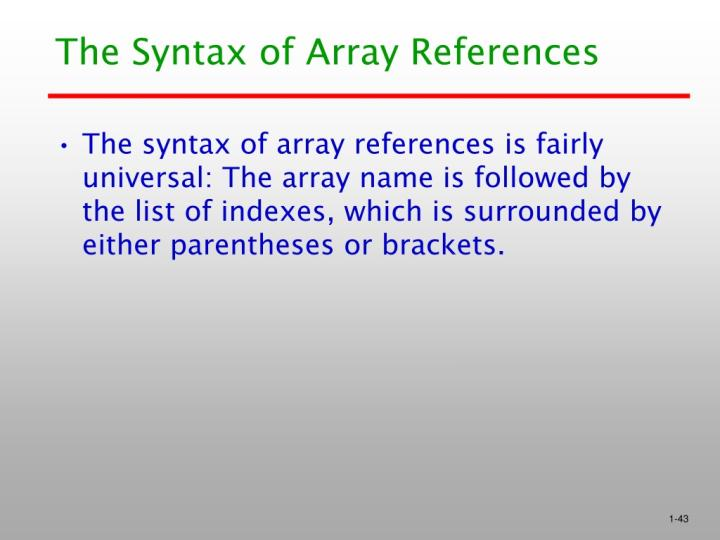 The Syntax of Array References
• The syntax of array references is fairly
universal: The array name is followed by
the list of indexes, which is surrounded by
either parentheses or brackets.
1-43